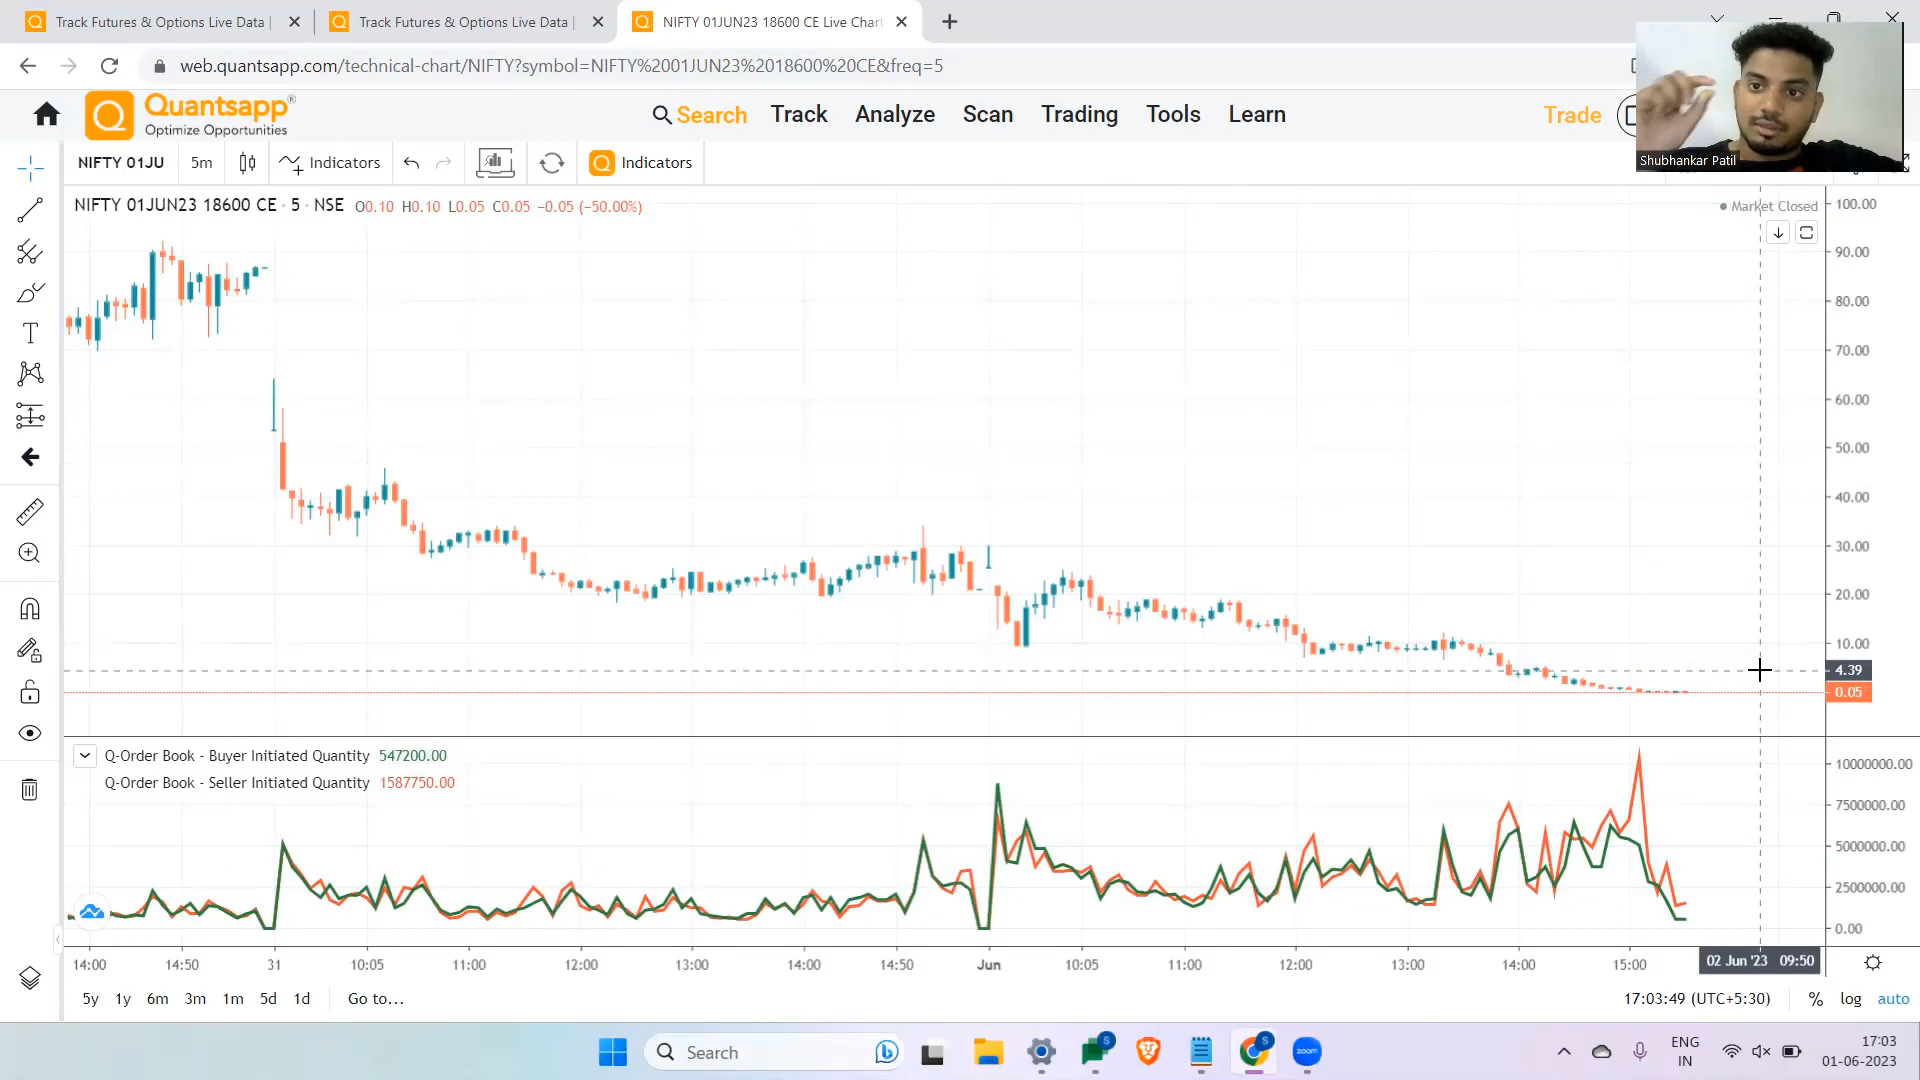 Track Futures & Options Live Data |
Track Futures & Options Live Data |
NIFTY 01JUN23 18600 CE Live Char
web.quantsapp.com/technical-chart/NIFTY?symbol=NIFTY%2001JUN23%2018600%20CE&freq=5
Quantsapp®
Optimize Opportunities
Search
Track
Analyze
Scan
Trading
Tools
Learn
Trade
Shubhankar Patil
NIFTY 01JU
5m
Indicators
Indicators
NIFTY 01JUN23 18600 CE · 5 · NSE O0.10 H0.10 L0.05 C0.05 −0.05 (−50.00%)
Market Closed
100.00
90.00
80.00
70.00
60.00
50.00
40.00
30.00
20.00
10.00
4.39
0.05
Q-Order Book - Buyer Initiated Quantity 547200.00
Q-Order Book - Seller Initiated Quantity 1587750.00
10000000.00
7500000.00
5000000.00
2500000.00
0.00
14:00 14:50 31 10:05 11:00 12:00 13:00 14:00 14:50 Jun 10:05 11:00 12:00 13:00 14:00 15:00 02 Jun '23 09:50
5y 1y 6m 3m 1m 5d 1d Go to... 17:03:49 (UTC+5:30) % log auto
Search
S
S
zoom
ENG
IN
17:03
01-06-2023